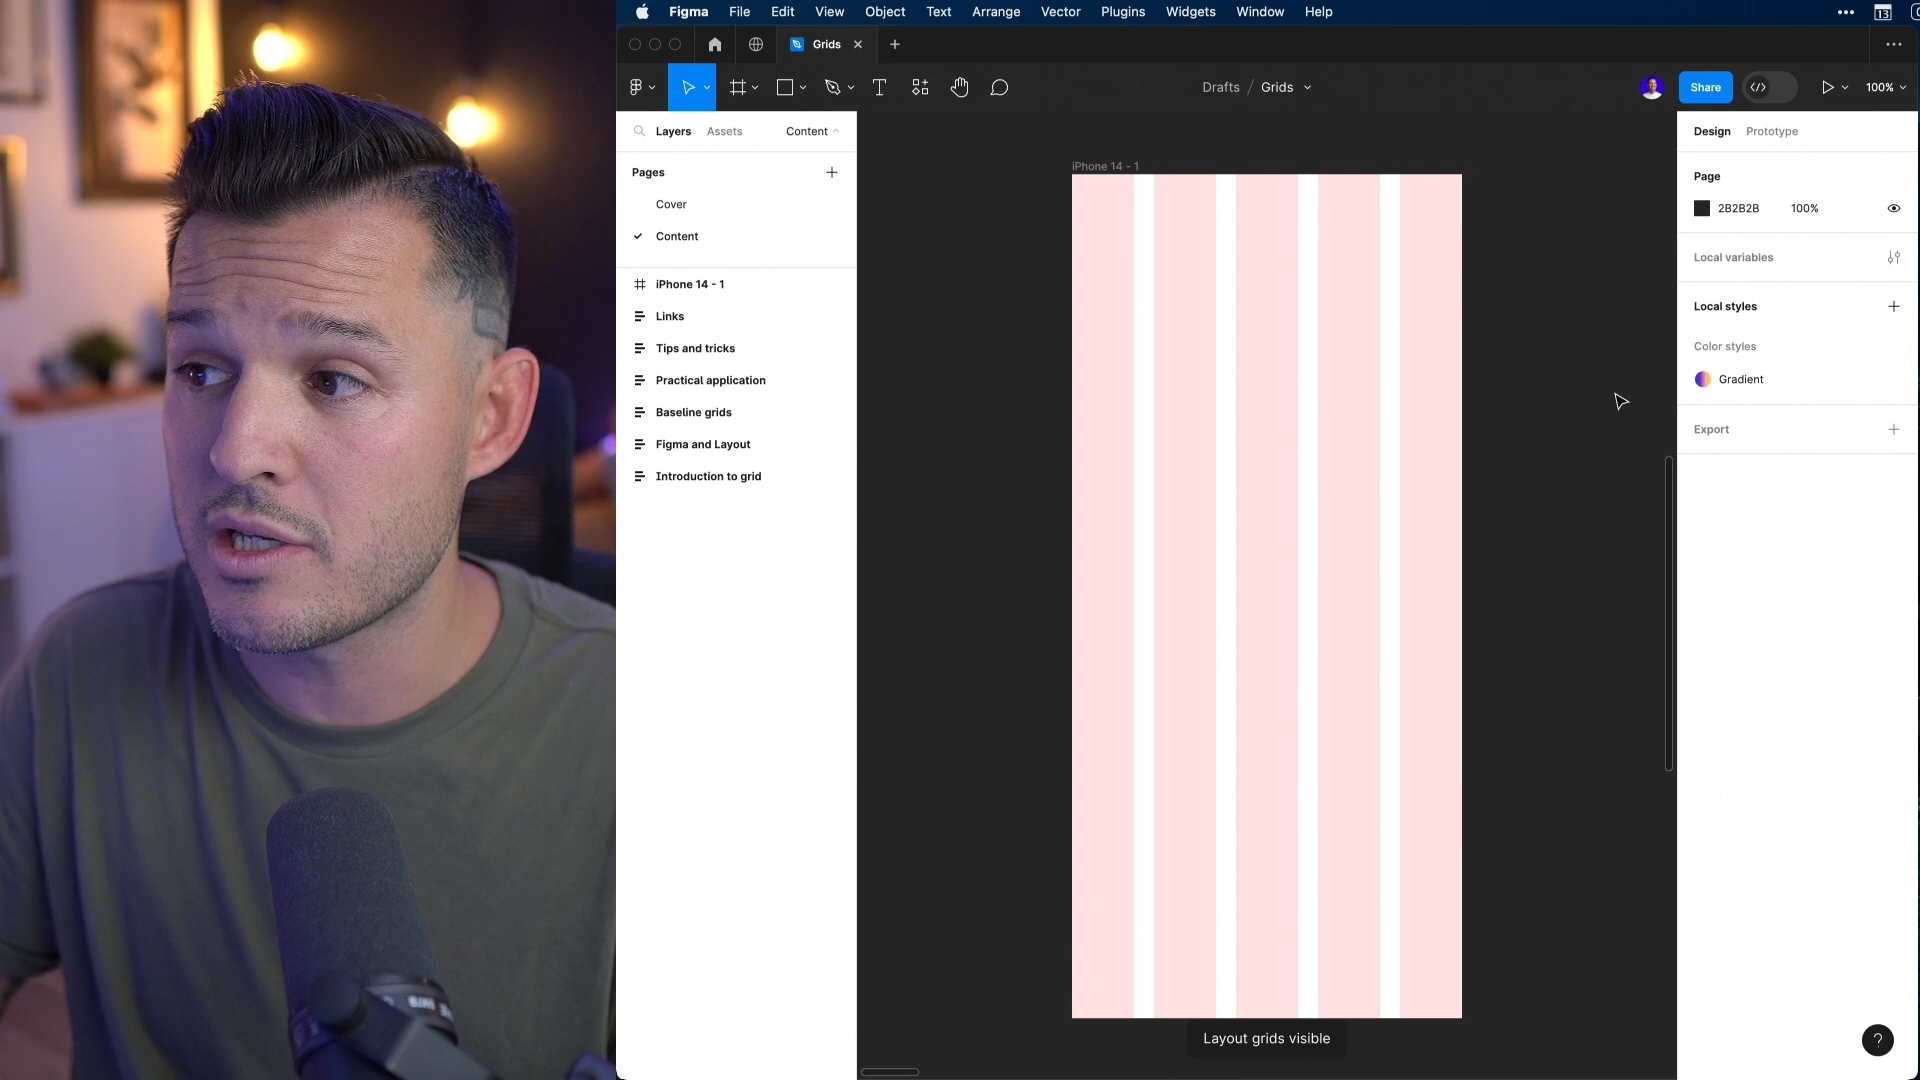 Figma File Edit View Object Text Arrange Vector Plugins Widgets Window Help
13
Grids
Drafts / Grids
Share
100%
Layers Assets Content
Pages
Cover
Content
iPhone 14 - 1
Links
Tips and tricks
Practical application
Baseline grids
Figma and Layout
Introduction to grid
iPhone 14 - 1
Layout grids visible
Design Prototype
Page
2B2B2B 100%
Local variables
Local styles
Color styles
Gradient
Export
?